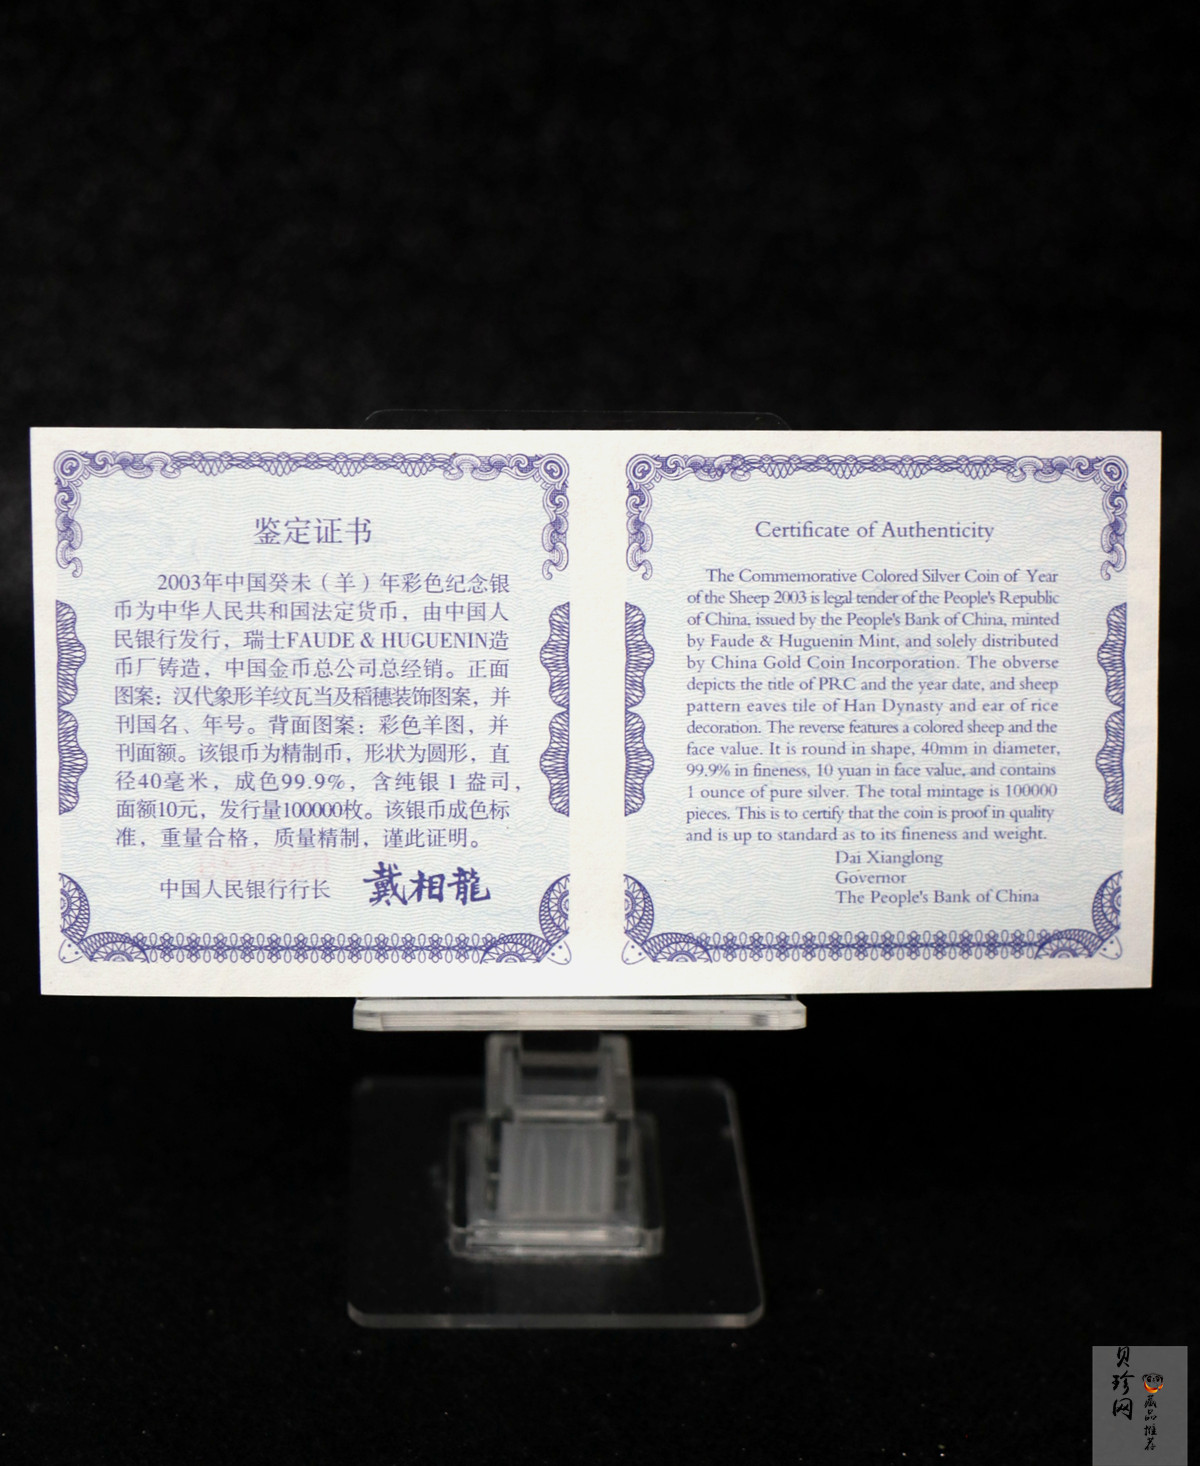 鉴定证书
2003年中国癸未（羊）年彩色纪念银
币为中华人民共和国法定货币，由中国人
民银行发行，瑞士FAUDE & HUGUENIN造
币厂铸造，中国金币总公司总经销。正面
图案：汉代象形羊纹瓦当及稻穗装饰图案，并
刊国名、年号。背面图案：彩色羊图，并
刊面额。该银币为精制币，形状为圆形，直
径40毫米，成色99.9%，含纯银1盎司，
面额10元，发行量100000枚。该银币成色标
准，重量合格，质量精制，谨此证明。
中国人民银行行长 戴相龍
Certificate of Authenticity
The Commemorative Colored Silver Coin of Year
of the Sheep 2003 is legal tender of the People's Republic
of China, issued by the People's Bank of China, minted
by Faude & Huguenin Mint, and solely distributed
by China Gold Coin Incorporation. The obverse
depicts the title of PRC and the year date, and sheep
pattern eaves tile of Han Dynasty and ear of rice
decoration. The reverse features a colored sheep and the
face value. It is round in shape, 40mm in diameter,
99.9% in fineness, 10 yuan in face value, and contains
1 ounce of pure silver. The total mintage is 100000
pieces. This is to certify that the coin is proof in quality
and is up to standard as to its fineness and weight.
Dai Xianglong
Governor
The People's Bank of China
贝珍网
藏品推荐